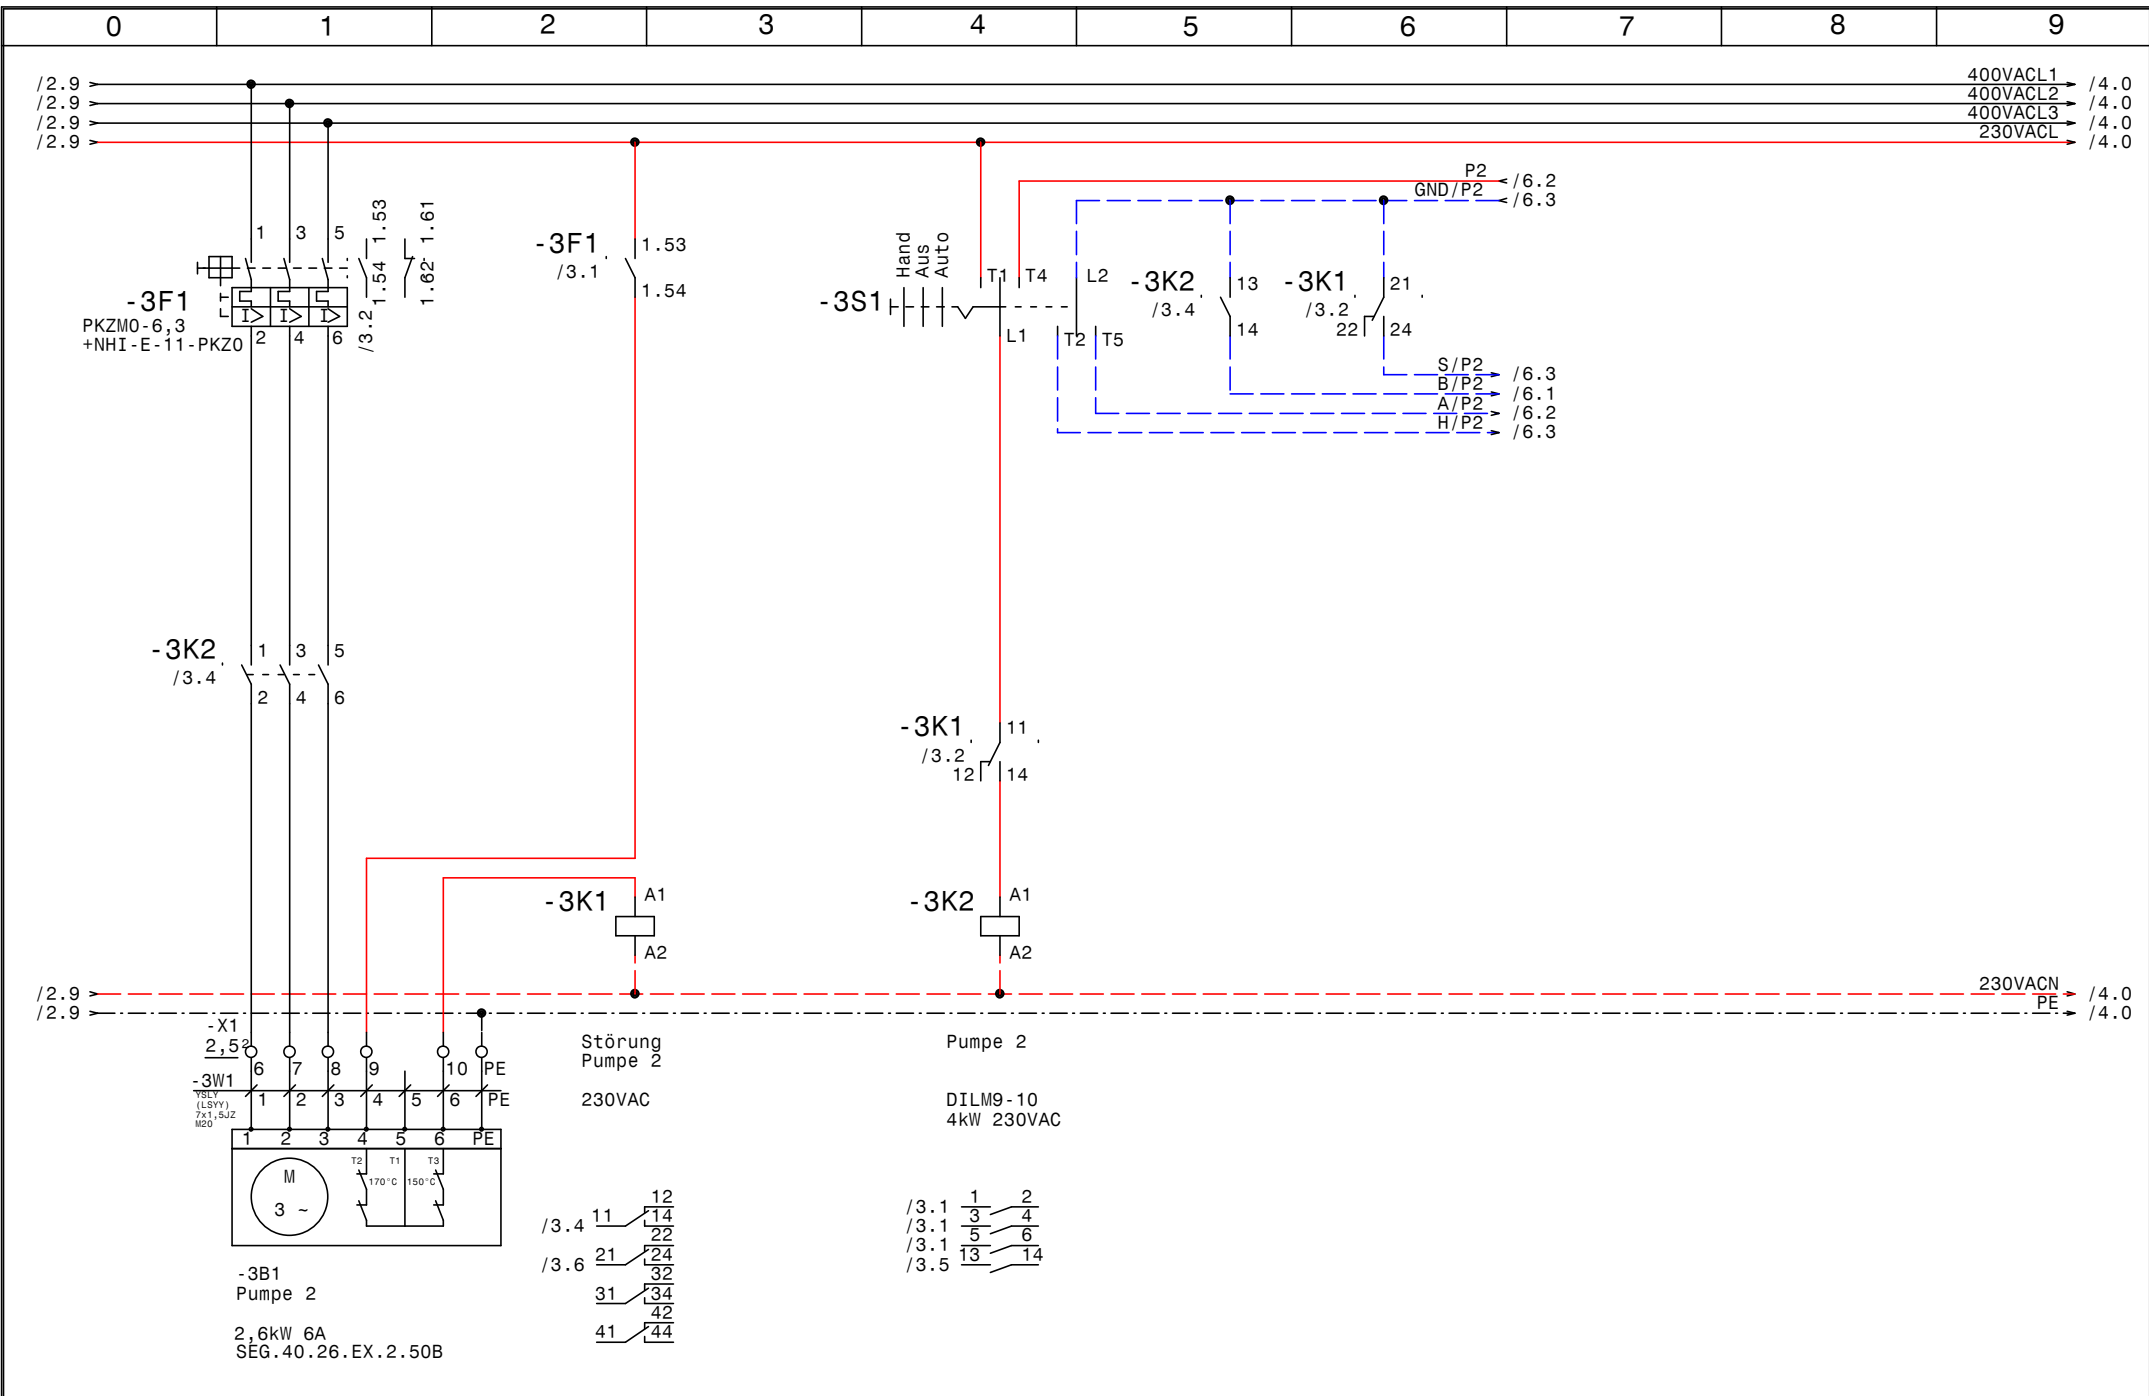 0 1 2 3 4 5 6 7 8 9
/2.9 400VACL1 /4.0
/2.9 400VACL2 /4.0
/2.9 400VACL3 /4.0
/2.9 230VACL /4.0
P2 /6.2
GND/P2 /6.3
1 3 5 1.53 1.61
1.54 1.62
-3F1
PKZM0-6,3
+NHI-E-11-PKZ0
I> I> I>
2 4 6 /3.2
-3F1 1.53
/3.1
1.54
Hand
Aus
Auto
-3S1
T1 T4 L2
L1 T2 T5
-3K2 13
/3.4
14
-3K1 21
/3.2
22 24
S/P2 /6.3
B/P2 /6.1
A/P2 /6.2
H/P2 /6.3
-3K2 1 3 5
/3.4
2 4 6
-3K1 11
/3.2
12 14
-3K1 A1
A2
-3K2 A1
A2
/2.9 230VACN /4.0
/2.9 PE /4.0
-X1
2,5²
6 7 8 9 10 PE
-3W1
YSLY
(LSYY)
7x1,5JZ
M20
1 2 3 4 5 6 PE
1 2 3 4 5 6 PE
M
3 ~
T2 T1 T3
170°C 150°C
-3B1
Pumpe 2
2,6kW 6A
SEG.40.26.EX.2.50B
Störung
Pumpe 2
230VAC
Pumpe 2
DILM9-10
4kW 230VAC
12
/3.4 11 14
22
/3.6 21 24
32
31 34
42
41 44
/3.1 1 2
/3.1 3 4
/3.1 5 6
/3.5 13 14